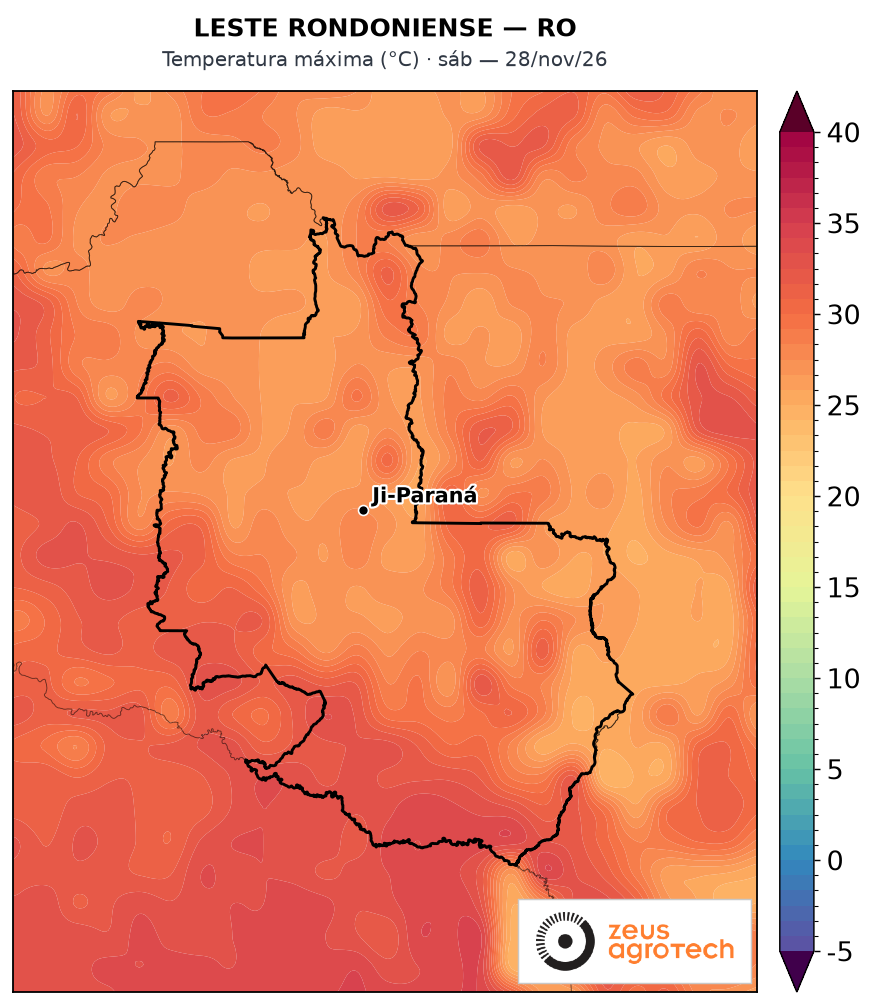 LESTE RONDONIENSE — RO
Temperatura máxima (°C) · sáb — 28/nov/26
40
35
30
25
20
15
10
5
0
-5
Ji-Paraná
zeus
agrotech